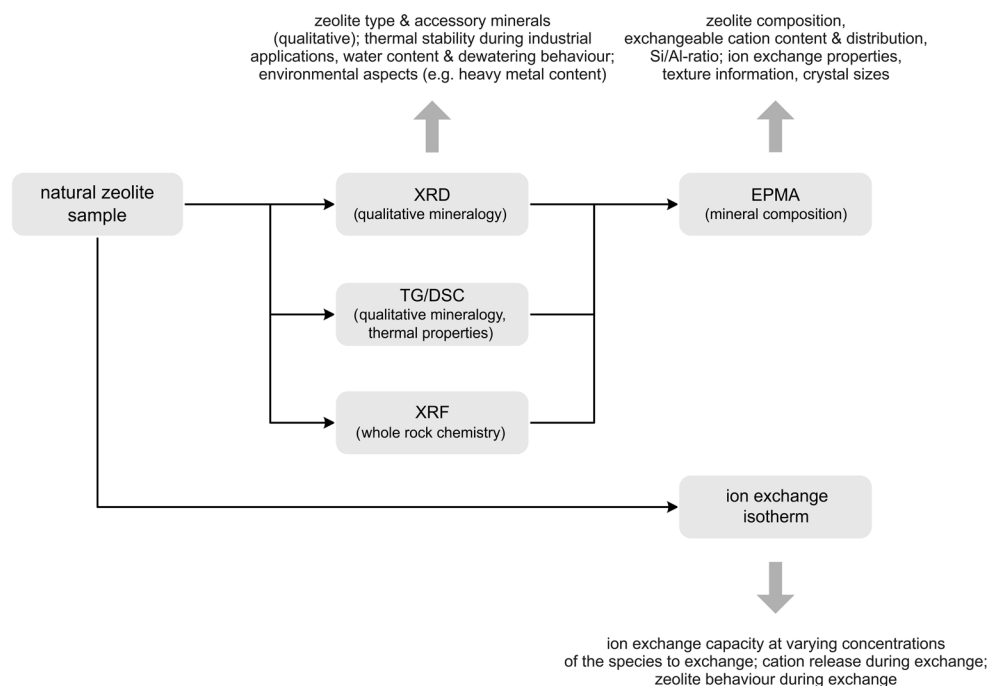 zeolite type & accessory minerals
(qualitative); thermal stability during industrial
applications, water content & dewatering behaviour;
environmental aspects (e.g. heavy metal content)
zeolite composition,
exchangeable cation content & distribution,
Si/Al-ratio; ion exchange properties,
texture information, crystal sizes
natural zeolite
sample
XRD
(qualitative mineralogy)
EPMA
(mineral composition)
TG/DSC
(qualitative mineralogy,
thermal properties)
XRF
(whole rock chemistry)
ion exchange
isotherm
ion exchange capacity at varying concentrations
of the species to exchange; cation release during exchange;
zeolite behaviour during exchange